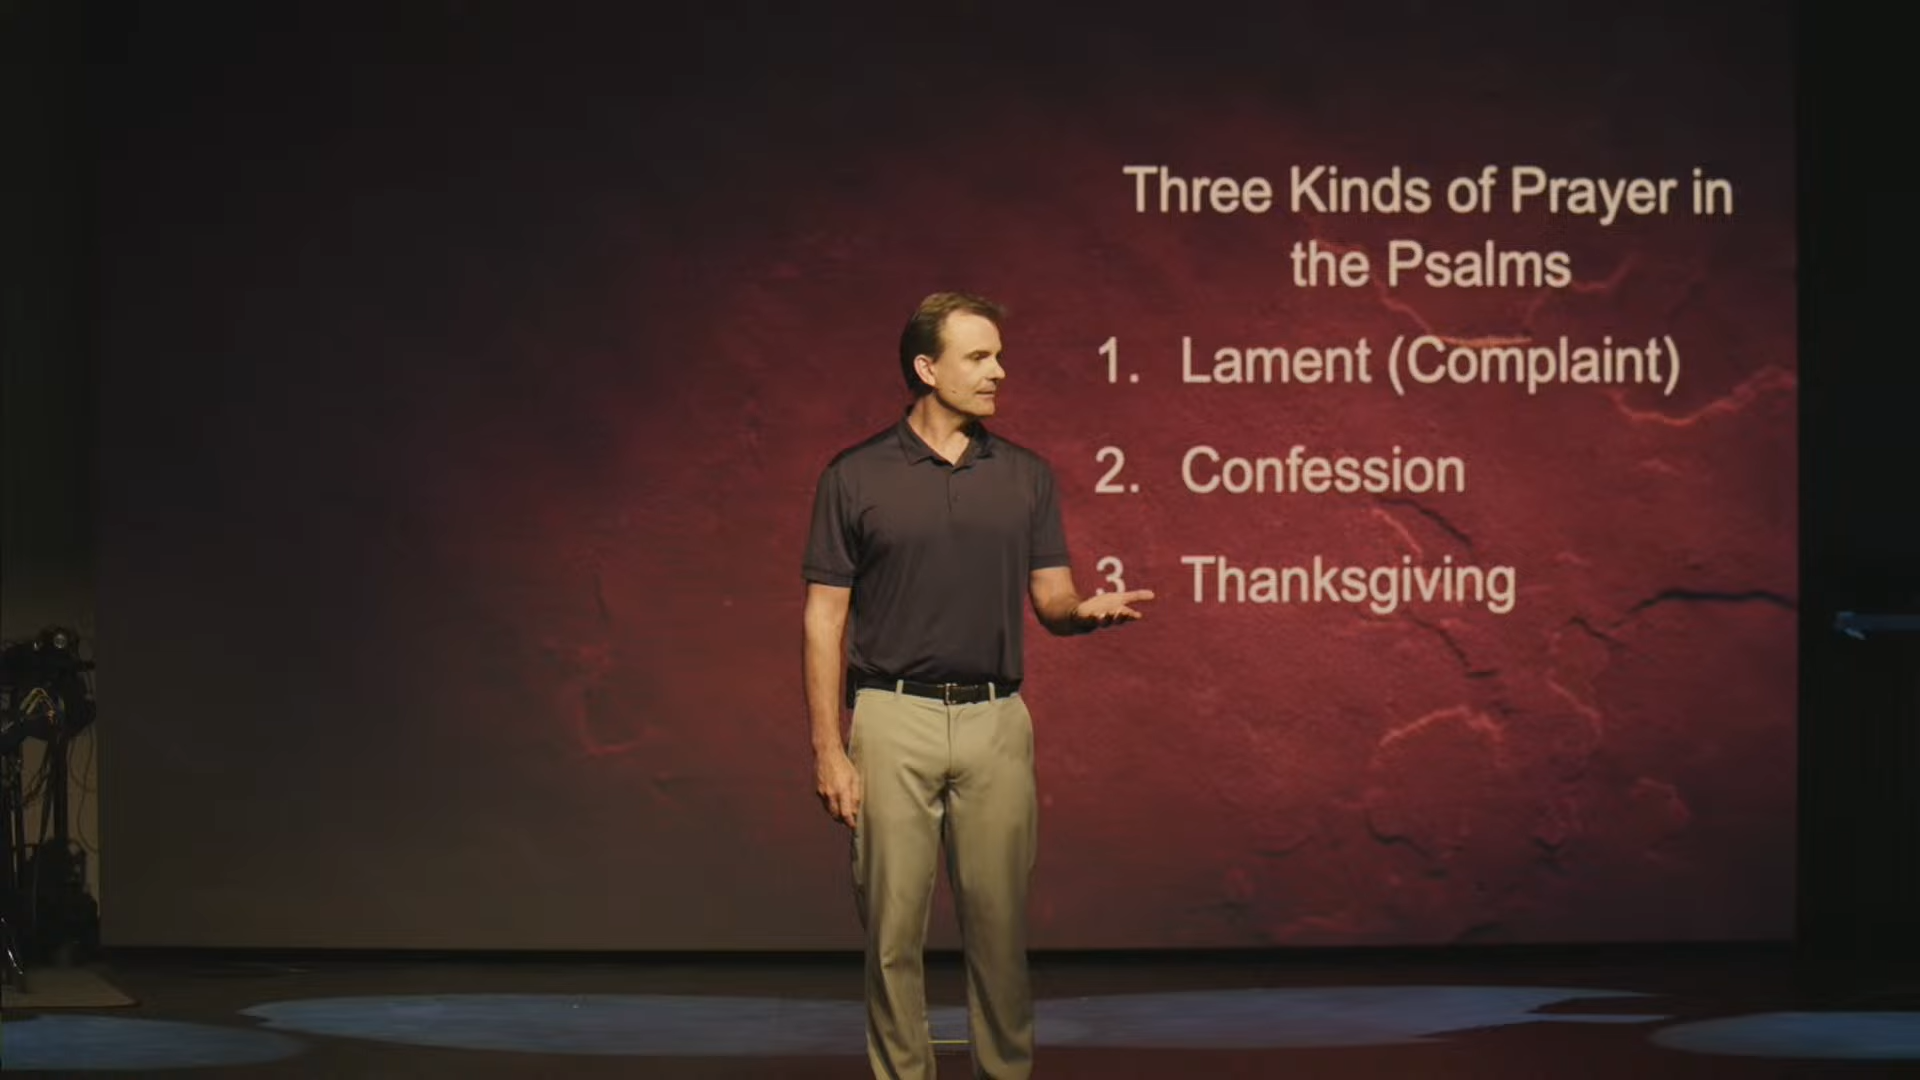 Three Kinds of Prayer in
the Psalms
1. Lament (Complaint)
2. Confession
3. Thanksgiving